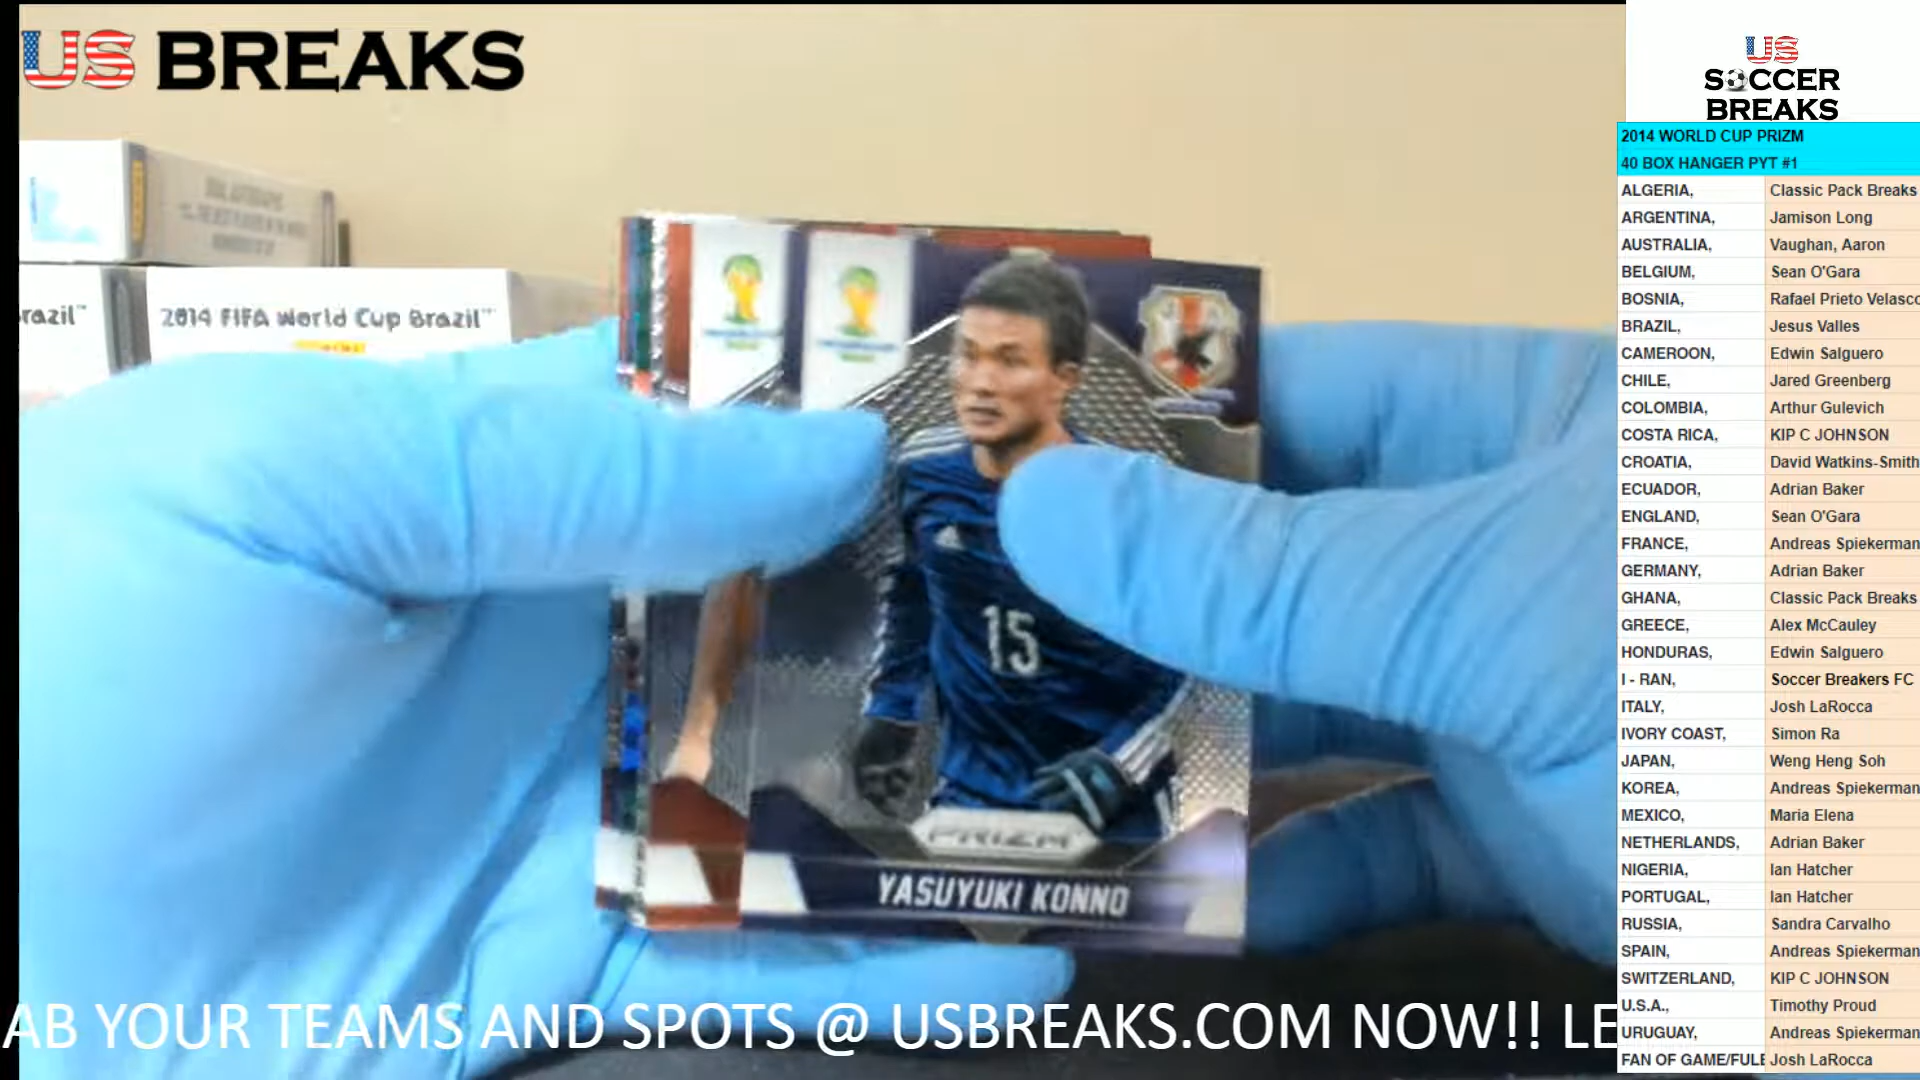 US BREAKS
US
SOCCER
BREAKS
2014 WORLD CUP PRIZM
40 BOX HANGER PYT #1
ALGERIA, Classic Pack Breaks
ARGENTINA, Jamison Long
AUSTRALIA, Vaughan, Aaron
BELGIUM, Sean O'Gara
BOSNIA, Rafael Prieto Velasco
BRAZIL, Jesus Valles
CAMEROON, Edwin Salguero
CHILE, Jared Greenberg
COLOMBIA, Arthur Gulevich
COSTA RICA, KIP C JOHNSON
CROATIA, David Watkins-Smith
ECUADOR, Adrian Baker
ENGLAND, Sean O'Gara
FRANCE, Andreas Spiekerman
GERMANY, Adrian Baker
GHANA, Classic Pack Breaks
GREECE, Alex McCauley
HONDURAS, Edwin Salguero
I - RAN, Soccer Breakers FC
ITALY, Josh LaRocca
IVORY COAST, Simon Ra
JAPAN, Weng Heng Soh
KOREA, Andreas Spiekerman
MEXICO, Maria Elena
NETHERLANDS, Adrian Baker
NIGERIA, Ian Hatcher
PORTUGAL, Ian Hatcher
RUSSIA, Sandra Carvalho
SPAIN, Andreas Spiekerman
SWITZERLAND, KIP C JOHNSON
U.S.A., Timothy Proud
URUGUAY, Andreas Spiekerman
FAN OF GAME/FULE Josh LaRocca
razil™
2014 FIFA World Cup Brazil™
15
PRIZM
YASUYUKI KONNO
AB YOUR TEAMS AND SPOTS @ USBREAKS.COM NOW!! LE